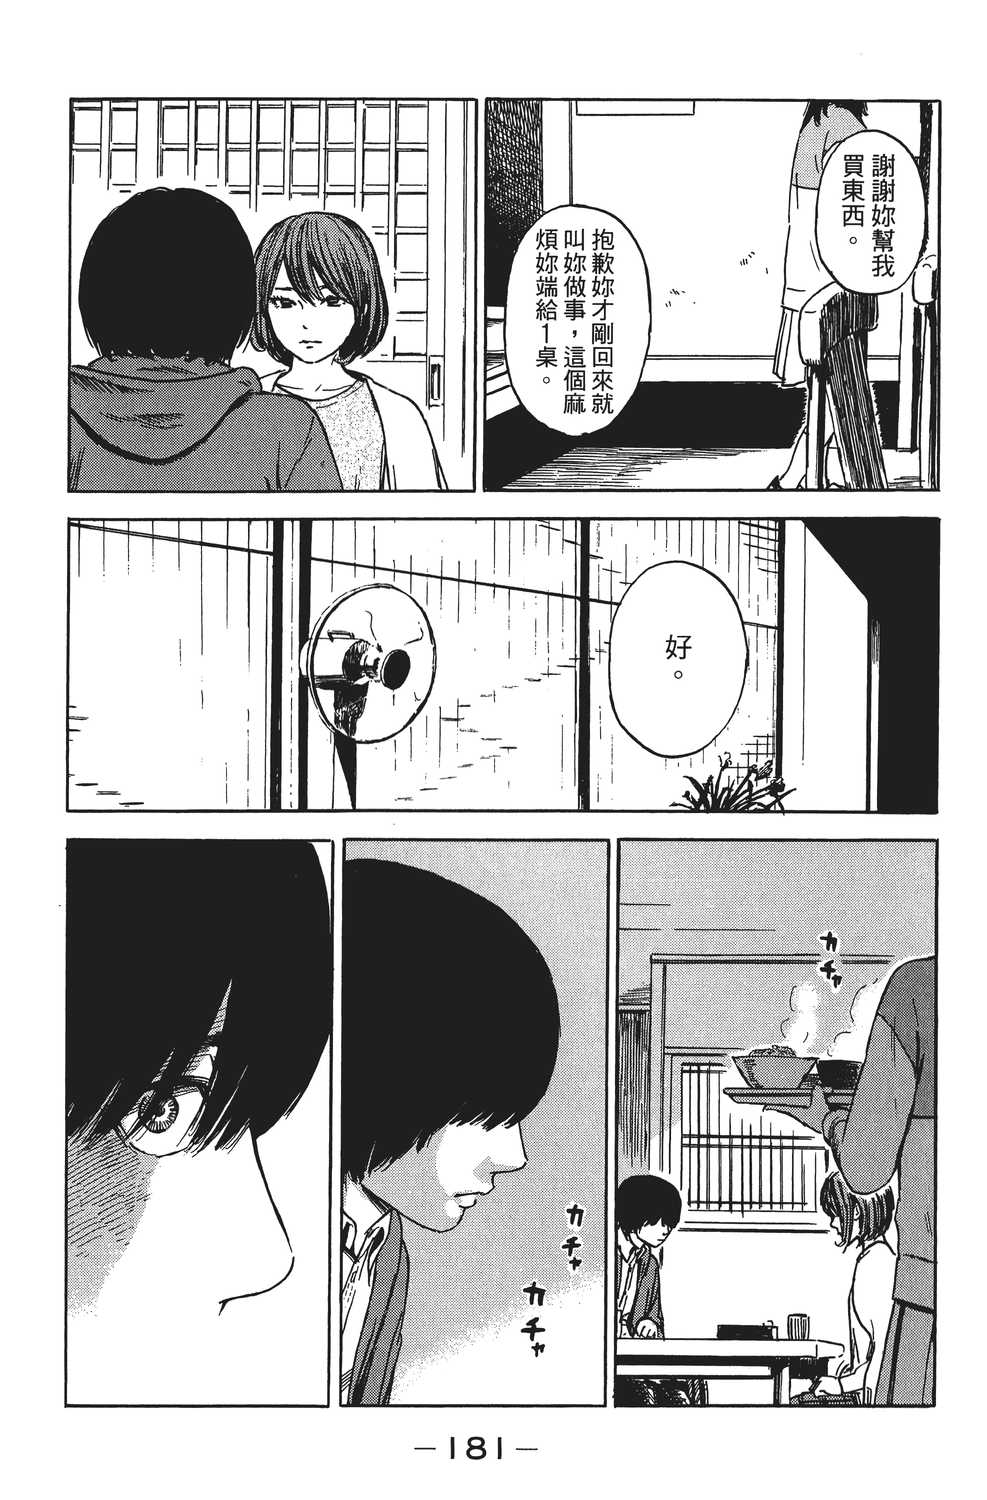 謝謝妳幫我
買東西。
抱歉妳才剛回來就
叫妳做事，這個麻
煩妳端給1桌。
好。
カチャ
カチャ
カチャ
－181－